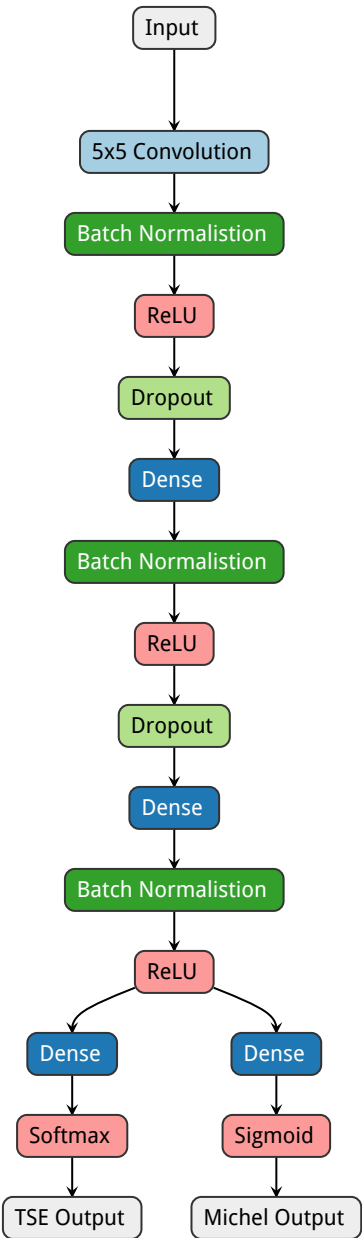 Input
5x5 Convolution
Batch Normalistion
ReLU
Dropout
Dense
Batch Normalistion
ReLU
Dropout
Dense
Batch Normalistion
ReLU
Dense
Dense
Softmax
Sigmoid
TSE Output
Michel Output